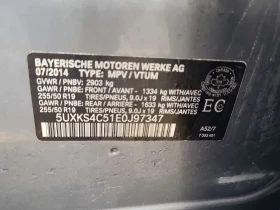 BAYERISCHE MOTOREN WERKE AG
07/2014 TYPE: MPV / VTUM
GVWR / PNBV: 2903 kg
GAWR / PNBE: FRONT / AVANT - 1334 kg WITH/AVEC
255/50 R19 TIRES/PNEUS, 9.0J x 19 RIMS/JANTES
GAWR / PNBE: REAR / ARRIERE - 1633 kg WITH/AVEC
255/50 R19 TIRES/PNEUS, 9.0J x 19 RIMS/JANTES
EC
5UXKS4C51E0J97347
A52/7